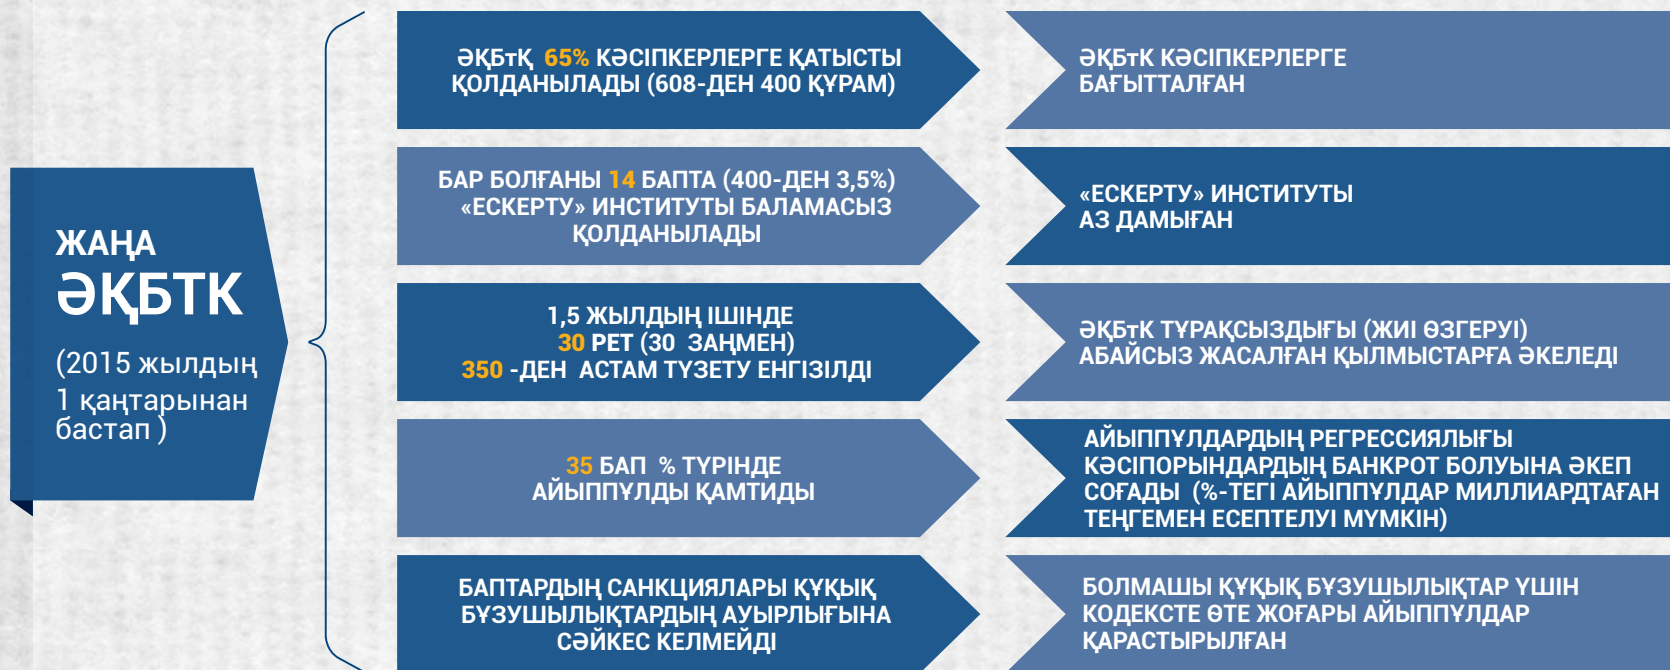 ЖАҢА
ӘҚБТК
(2015 жылдың
1 қаңтарынан
бастап )
ӘҚБтҚ 65% КӘСІПКЕРЛЕРГЕ ҚАТЫСТЫ
ҚОЛДАНЫЛАДЫ (608-ДЕН 400 ҚҰРАМ)
ӘҚБтК КӘСІПКЕРЛЕРГЕ
БАҒЫТТАЛҒАН
БАР БОЛҒАНЫ 14 БАПТА (400-ДЕН 3,5%)
«ЕСКЕРТУ» ИНСТИТУТЫ БАЛАМАСЫЗ
ҚОЛДАНЫЛАДЫ
«ЕСКЕРТУ» ИНСТИТУТЫ
АЗ ДАМЫҒАН
1,5 ЖЫЛДЫҢ ІШІНДЕ
30 РЕТ (30 ЗАҢМЕН)
350 -ДЕН АСТАМ ТҮЗЕТУ ЕНГІЗІЛДІ
ӘҚБтК ТҰРАҚСЫЗДЫҒЫ (ЖИІ ӨЗГЕРУІ)
АБАЙСЫЗ ЖАСАЛҒАН ҚЫЛМЫСТАРҒА ӘКЕЛЕДІ
35 БАП % ТҮРІНДЕ
АЙЫППҰЛДЫ ҚАМТИДЫ
АЙЫППҰЛДАРДЫҢ РЕГРЕССИЯЛЫҒЫ
КӘСІПОРЫНДАРДЫҢ БАНКРОТ БОЛУЫНА ӘКЕП
СОҒАДЫ (%-ТЕГІ АЙЫППҰЛДАР МИЛЛИАРДТАҒАН
ТЕҢГЕМЕН ЕСЕПТЕЛУІ МҮМКІН)
БАПТАРДЫҢ САНКЦИЯЛАРЫ ҚҰҚЫҚ
БҰЗУШЫЛЫҚТАРДЫҢ АУЫРЛЫҒЫНА
СӘЙКЕС КЕЛМЕЙДІ
БОЛМАШЫ ҚҰҚЫҚ БҰЗУШЫЛЫҚТАР ҮШІН
КОДЕКСТЕ ӨТЕ ЖОҒАРЫ АЙЫППҰЛДАР
ҚАРАСТЫРЫЛҒАН